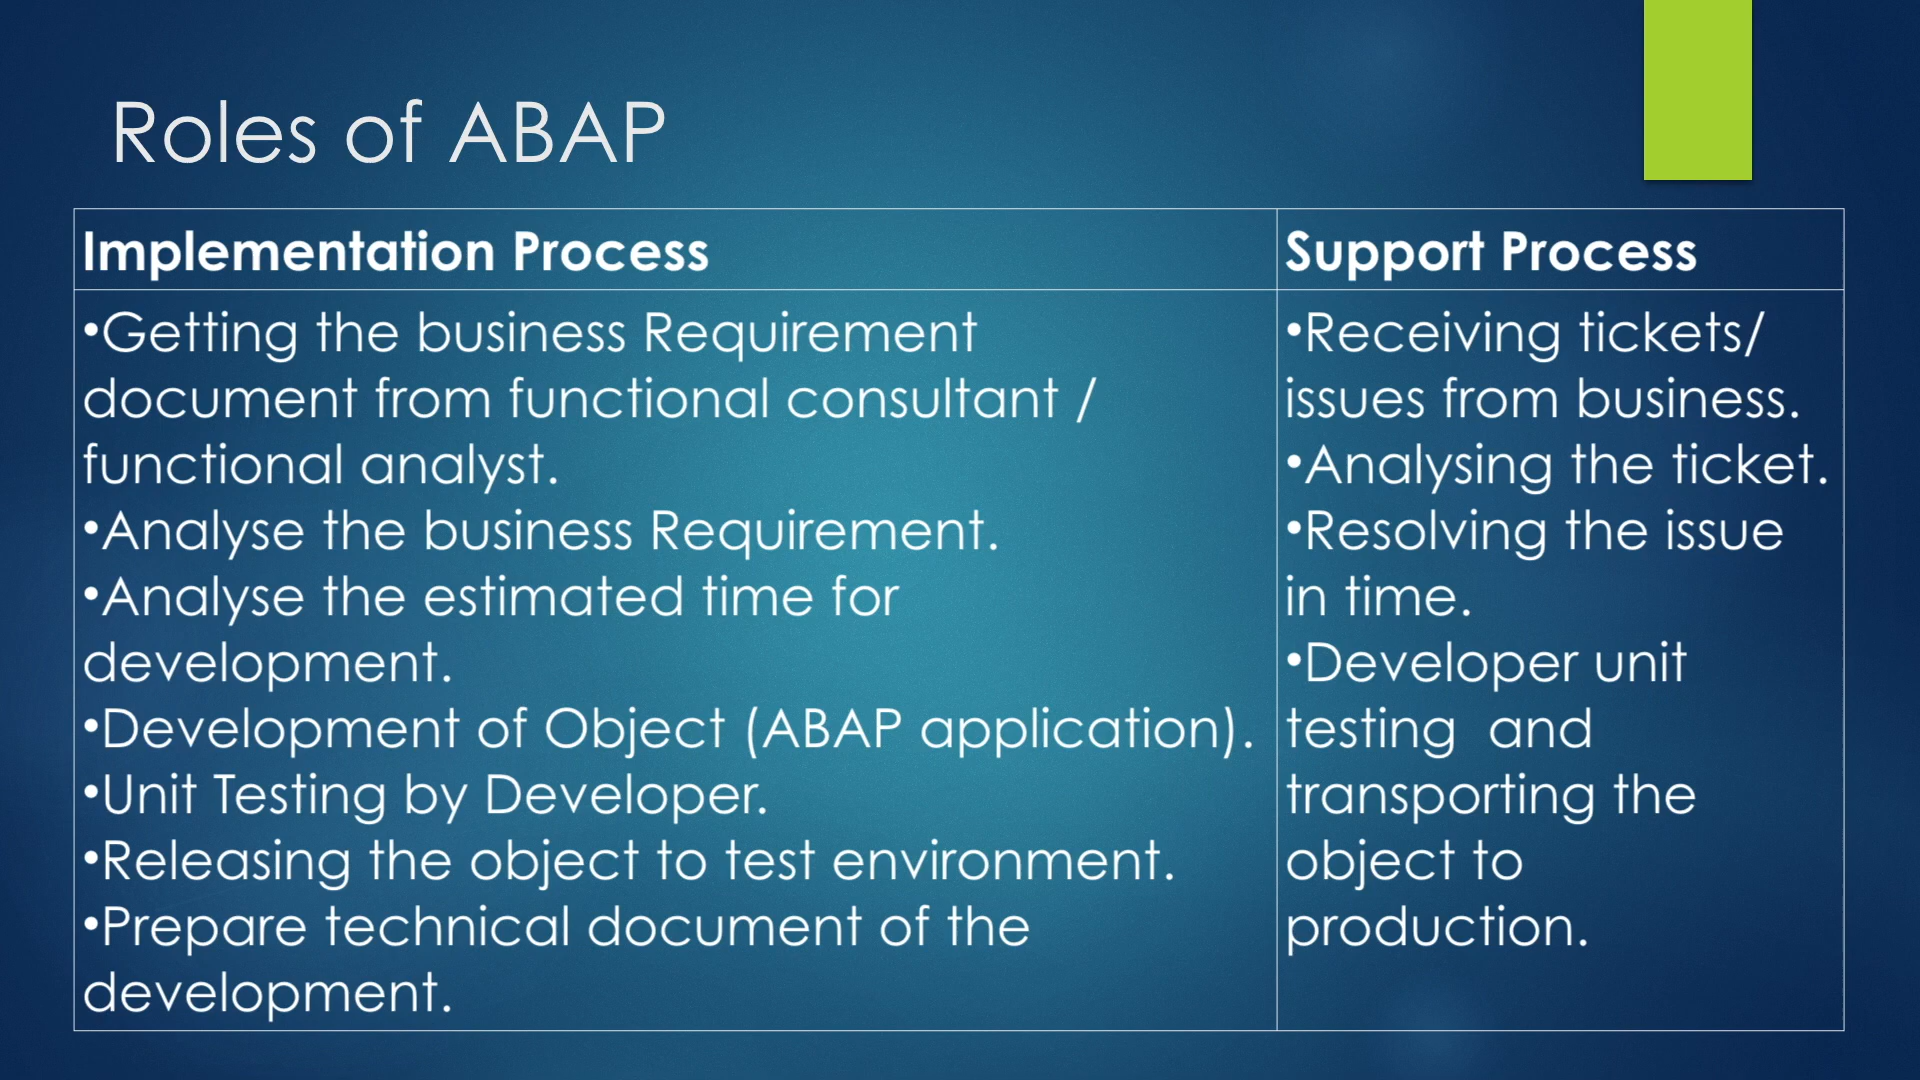 Roles of ABAP
Implementation Process
•Getting the business Requirement
document from functional consultant /
functional analyst.
•Analyse the business Requirement.
•Analyse the estimated time for
development.
•Development of Object (ABAP application).
•Unit Testing by Developer.
•Releasing the object to test environment.
•Prepare technical document of the
development.
Support Process
•Receiving tickets/
issues from business.
•Analysing the ticket.
•Resolving the issue
in time.
•Developer unit
testing  and
transporting the
object to
production.